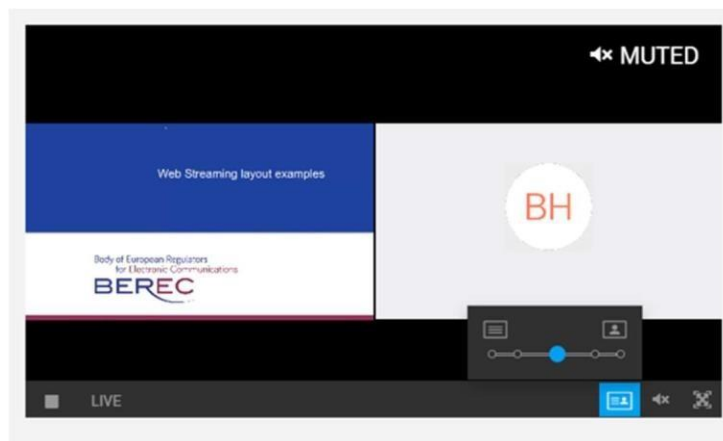 MUTED
Web Streaming layout examples
Body of European Regulators
for Electronic Communications
BEREC
BH
LIVE